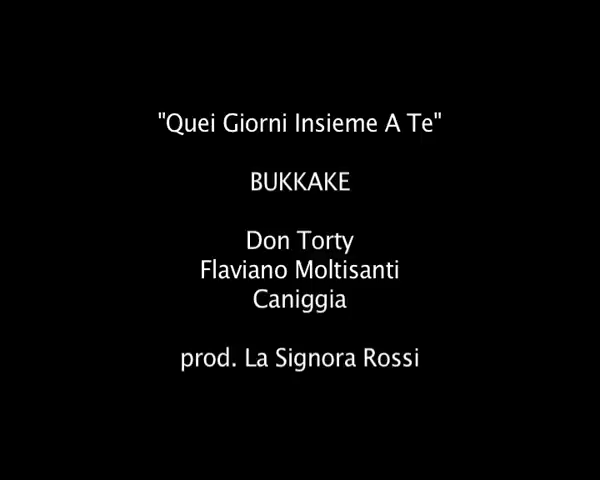 "Quei Giorni Insieme A Te"
BUKKAKE
Don Torty
Flaviano Moltisanti
Caniggia
prod. La Signora Rossi